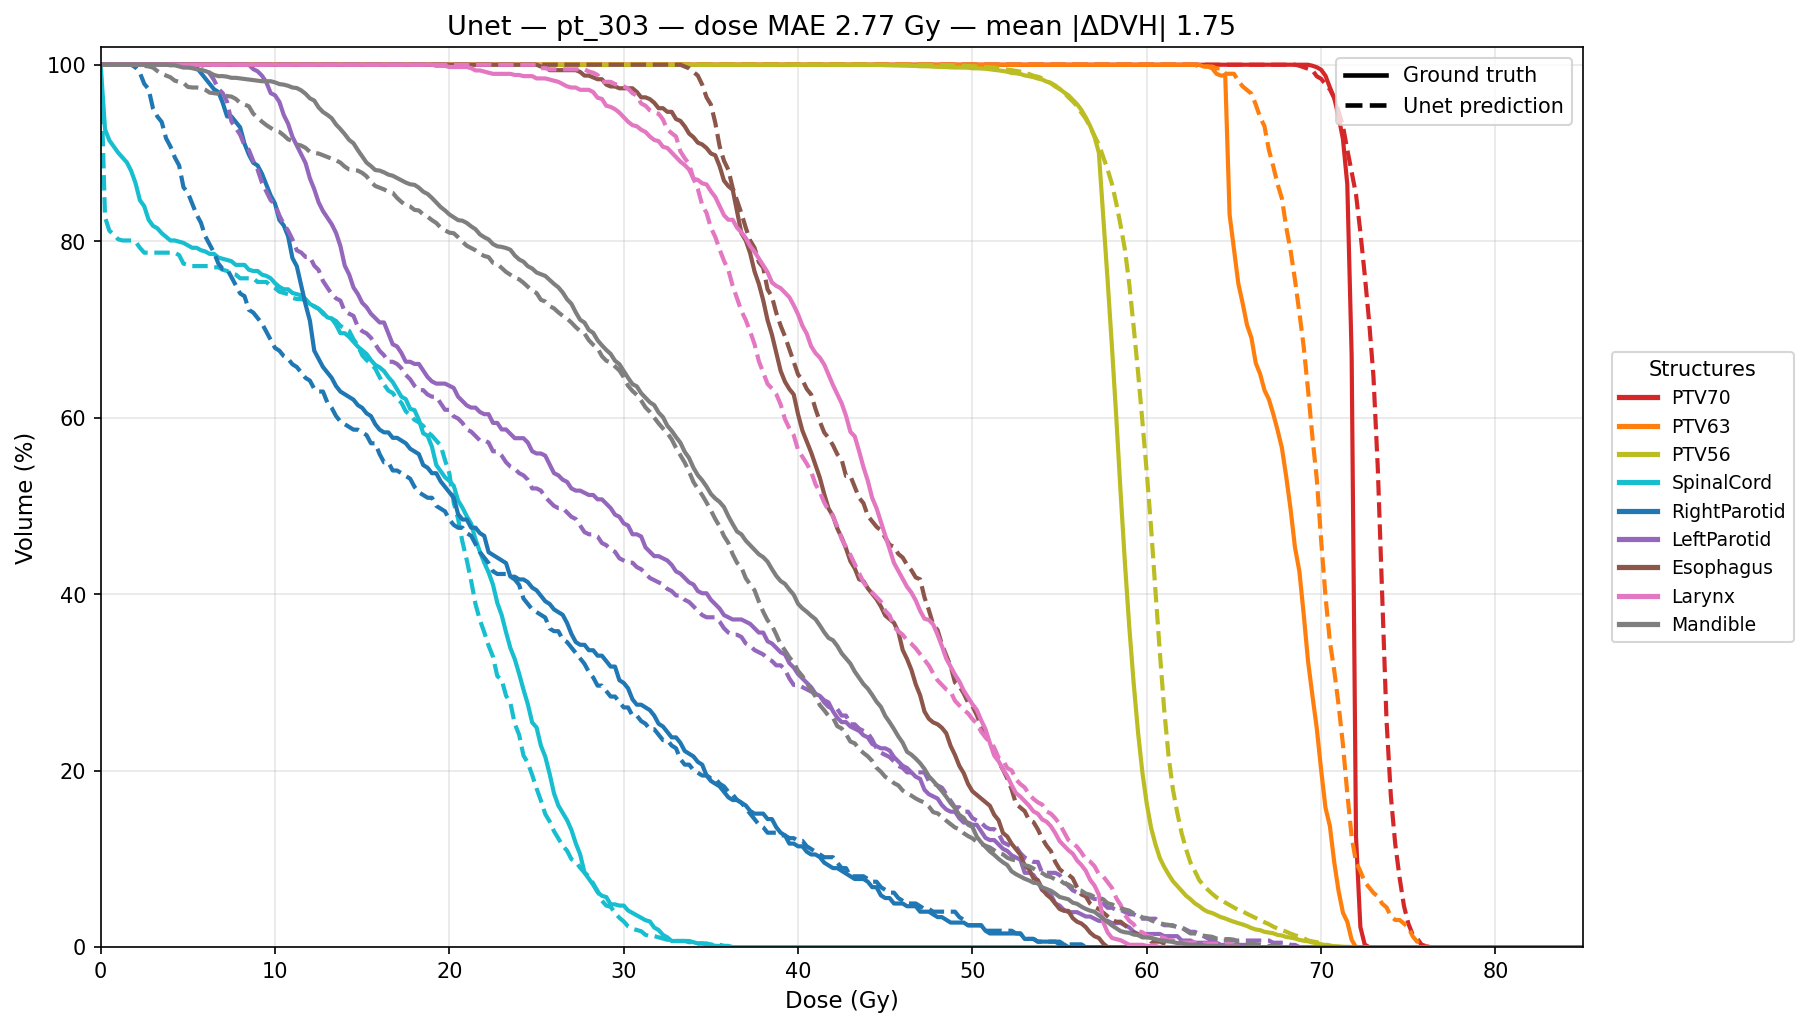 Unet — pt_303 — dose MAE 2.77 Gy — mean |ΔDVH| 1.75
Ground truth
Unet prediction
Volume (%)
100
80
60
40
20
0
0 10 20 30 40 50 60 70 80
Dose (Gy)
Structures
PTV70
PTV63
PTV56
SpinalCord
RightParotid
LeftParotid
Esophagus
Larynx
Mandible